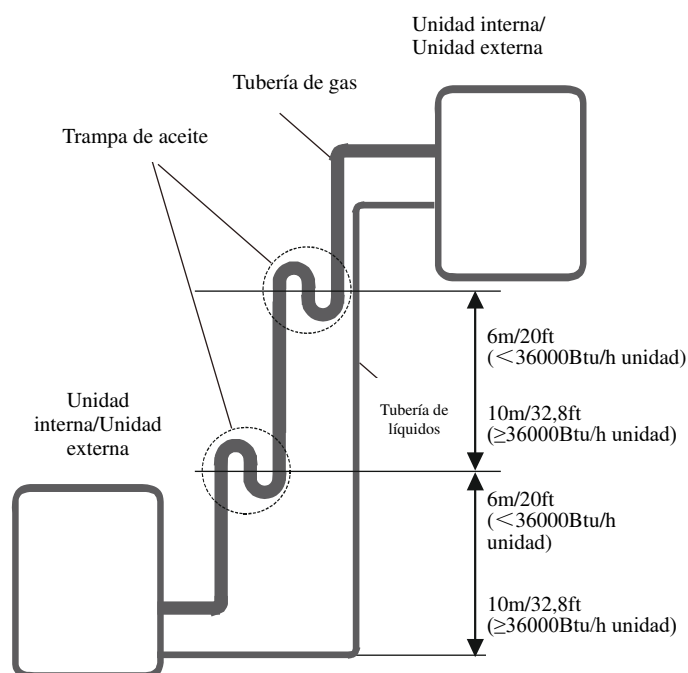 Unidad interna/
Unidad externa
Tubería de gas
Trampa de aceite
6m/20ft
(<36000Btu/h unidad)
Unidad
interna/Unidad
externa
Tubería de
líquidos
10m/32,8ft
(≥36000Btu/h unidad)
6m/20ft
(<36000Btu/h
unidad)
10m/32,8ft
(≥36000Btu/h unidad)